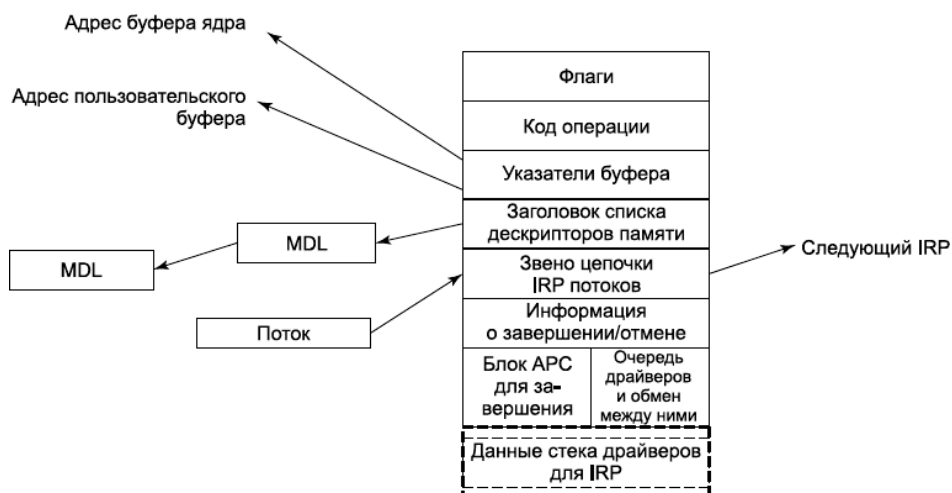 Адрес буфера ядра
Адрес пользовательского
буфера
Флаги
Код операции
Указатели буфера
Заголовок списка
дескрипторов памяти
MDL
MDL
Звено цепочки
IRP потоков
Следующий IRP
Поток
Информация
о завершении/отмене
Блок APC
для за-
вершения
Очередь
драйверов
и обмен
между ними
Данные стека драйверов
для IRP